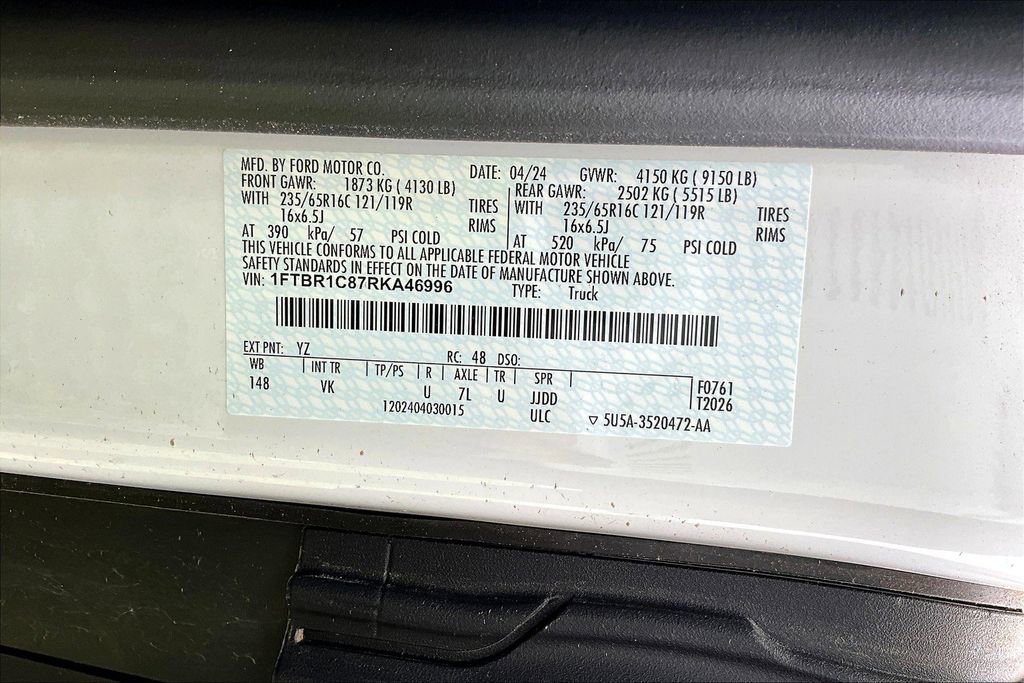 MFD. BY FORD MOTOR CO. DATE: 04/24 GVWR: 4150 KG ( 9150 LB)
FRONT GAWR: 1873 KG ( 4130 LB) REAR GAWR: 2502 KG ( 5515 LB)
WITH 235/65R16C 121/119R TIRES WITH 235/65R16C 121/119R TIRES
16x6.5J RIMS 16x6.5J RIMS
AT 390 kPa/ 57 PSI COLD AT 520 kPa/ 75 PSI COLD
THIS VEHICLE CONFORMS TO ALL APPLICABLE FEDERAL MOTOR VEHICLE
SAFETY STANDARDS IN EFFECT ON THE DATE OF MANUFACTURE SHOWN ABOVE.
VIN: 1FTBR1C87RKA46996 TYPE: Truck
EXT PNT: YZ RC: 48 DSO:
WB INT TR TP/PS R AXLE TR SPR F0761
148 VK U 7L U JJDD T2026
1202404030015 ULC ▽ 5U5A-3520472-AA